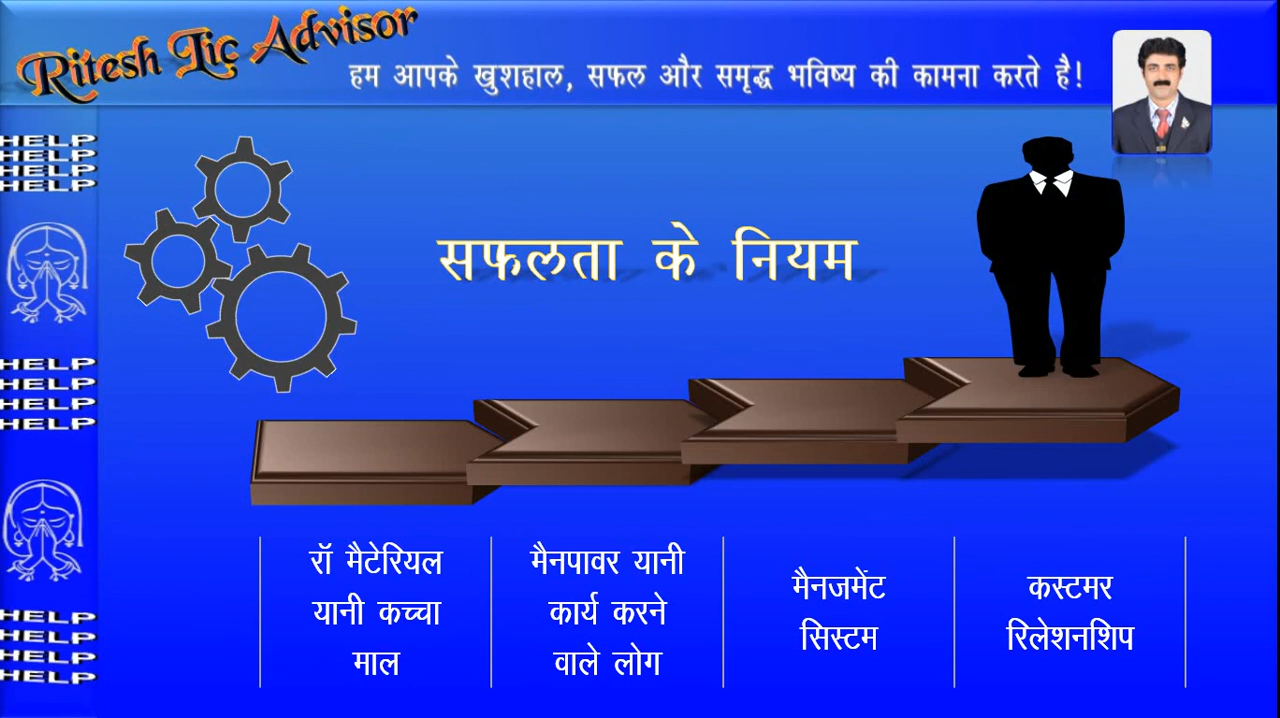 Ritesh Lic Advisor
हम आपके खुशहाल, सफल और समृद्ध भविष्य की कामना करते है!
HELP
HELP
HELP
HELP
सफलता के नियम
HELP
HELP
HELP
HELP
रॉ मैटेरियल
यानी कच्चा
माल
मैनपावर यानी
कार्य करने
वाले लोग
मैनजमेंट
सिस्टम
कस्टमर
रिलेशनशिप
HELP
HELP
HELP
HELP